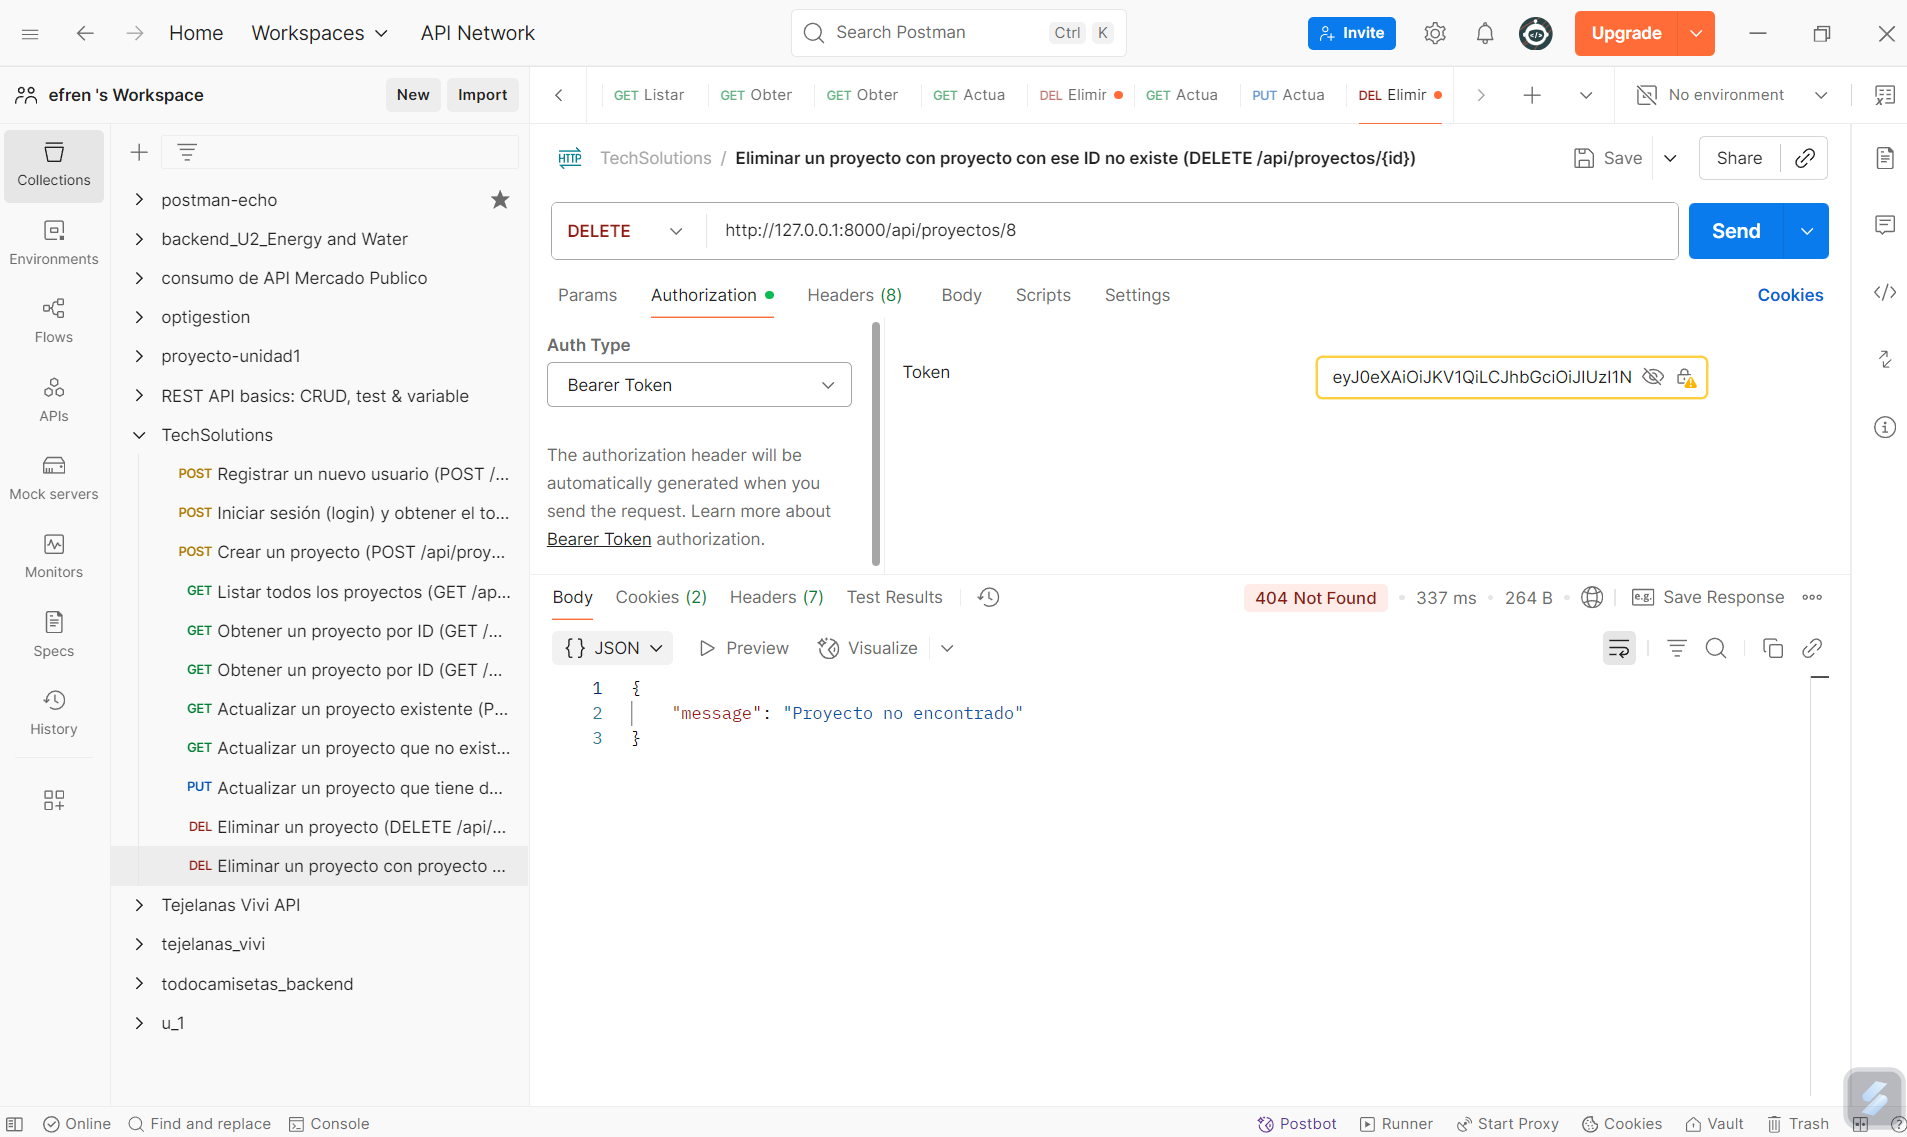 Home Workspaces API Network
Search Postman Ctrl K
Invite
Upgrade
efren 's Workspace New Import
GET Listar GET Obter GET Obter GET Actua DEL Elimir GET Actua PUT Actua DEL Elimir
No environment
Collections
Environments
Flows
APIs
Mock servers
Monitors
Specs
History
postman-echo
backend_U2_Energy and Water
consumo de API Mercado Publico
optigestion
proyecto-unidad1
REST API basics: CRUD, test & variable
TechSolutions
POST Registrar un nuevo usuario (POST /...
POST Iniciar sesión (login) y obtener el to...
POST Crear un proyecto (POST /api/proy...
GET Listar todos los proyectos (GET /ap...
GET Obtener un proyecto por ID (GET /...
GET Obtener un proyecto por ID (GET /...
GET Actualizar un proyecto existente (P...
GET Actualizar un proyecto que no exist...
PUT Actualizar un proyecto que tiene d...
DEL Eliminar un proyecto (DELETE /api/...
DEL Eliminar un proyecto con proyecto ...
Tejelanas Vivi API
tejelanas_vivi
todocamisetas_backend
u_1
HTTP TechSolutions / Eliminar un proyecto con proyecto con ese ID no existe (DELETE /api/proyectos/{id})
Save Share
DELETE http://127.0.0.1:8000/api/proyectos/8 Send
Params Authorization Headers (8) Body Scripts Settings Cookies
Auth Type
Bearer Token
The authorization header will be
automatically generated when you
send the request. Learn more about
Bearer Token authorization.
Token eyJ0eXAiOiJKV1QiLCJhbGciOiJIUzI1N
Body Cookies (2) Headers (7) Test Results
404 Not Found 337 ms 264 B e.g. Save Response
{} JSON Preview Visualize
1 {
2 "message": "Proyecto no encontrado"
3 }
Online Find and replace Console
Postbot Runner Start Proxy Cookies Vault Trash